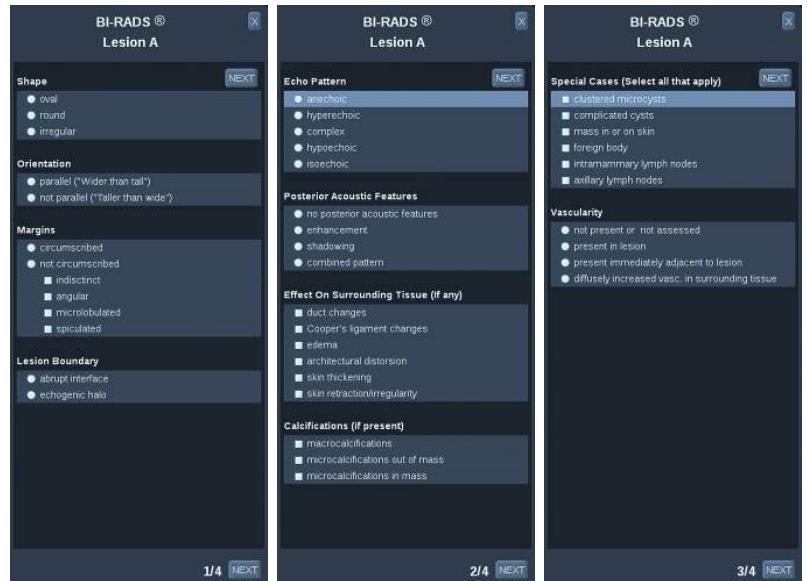 BI-RADS ®
X
Lesion A
NEXT
Shape
oval
round
irregular
Orientation
parallel ("Wider than tall")
not parallel ("Taller than wide")
Margins
circumscribed
not circumscribed
indisctinct
angular
microlobulated
spiculated
Lesion Boundary
abrupt interface
echogenic halo
1/4 NEXT
BI-RADS ®
X
Lesion A
Echo Pattern NEXT
anechoic
hyperechoic
complex
hypoechoic
isoechoic
Posterior Acoustic Features
no posterior acoustic features
enhancement
shadowing
combined pattern
Effect On Surrounding Tissue (If any)
duct changes
Cooper's ligament changes
edema
architectural distorsion
skin thickening
skin retraction/irregularity
Calcifications (if present)
macrocalcifications
microcalcifications out of mass
microcalcifications in mass
2/4 NEXT
BI-RADS ®
X
Lesion A
Special Cases (Select all that apply) NEXT
clustered microcysts
complicated cysts
mass in or on skin
foreign body
intramammary lymph nodes
axillary lymph nodes
Vascularity
not present or not assessed
present in lesion
present immediately adjacent to lesion
diffusely increased vasc. in surrounding tissue
3/4 NEXT